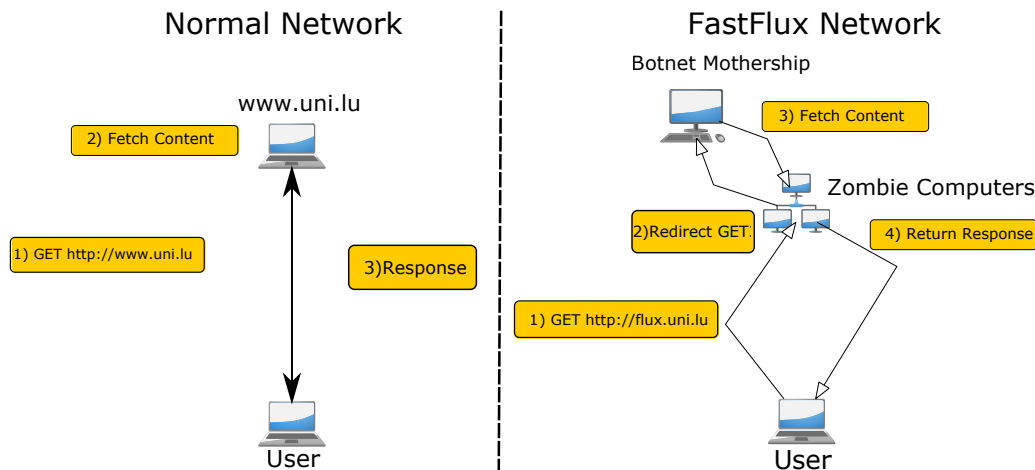 Normal Network
www.uni.lu
2) Fetch Content
1) GET http://www.uni.lu
3)Response
User
FastFlux Network
Botnet Mothership
3) Fetch Content
Zombie Computers
2)Redirect GET
4) Return Response
1) GET http://flux.uni.lu
User